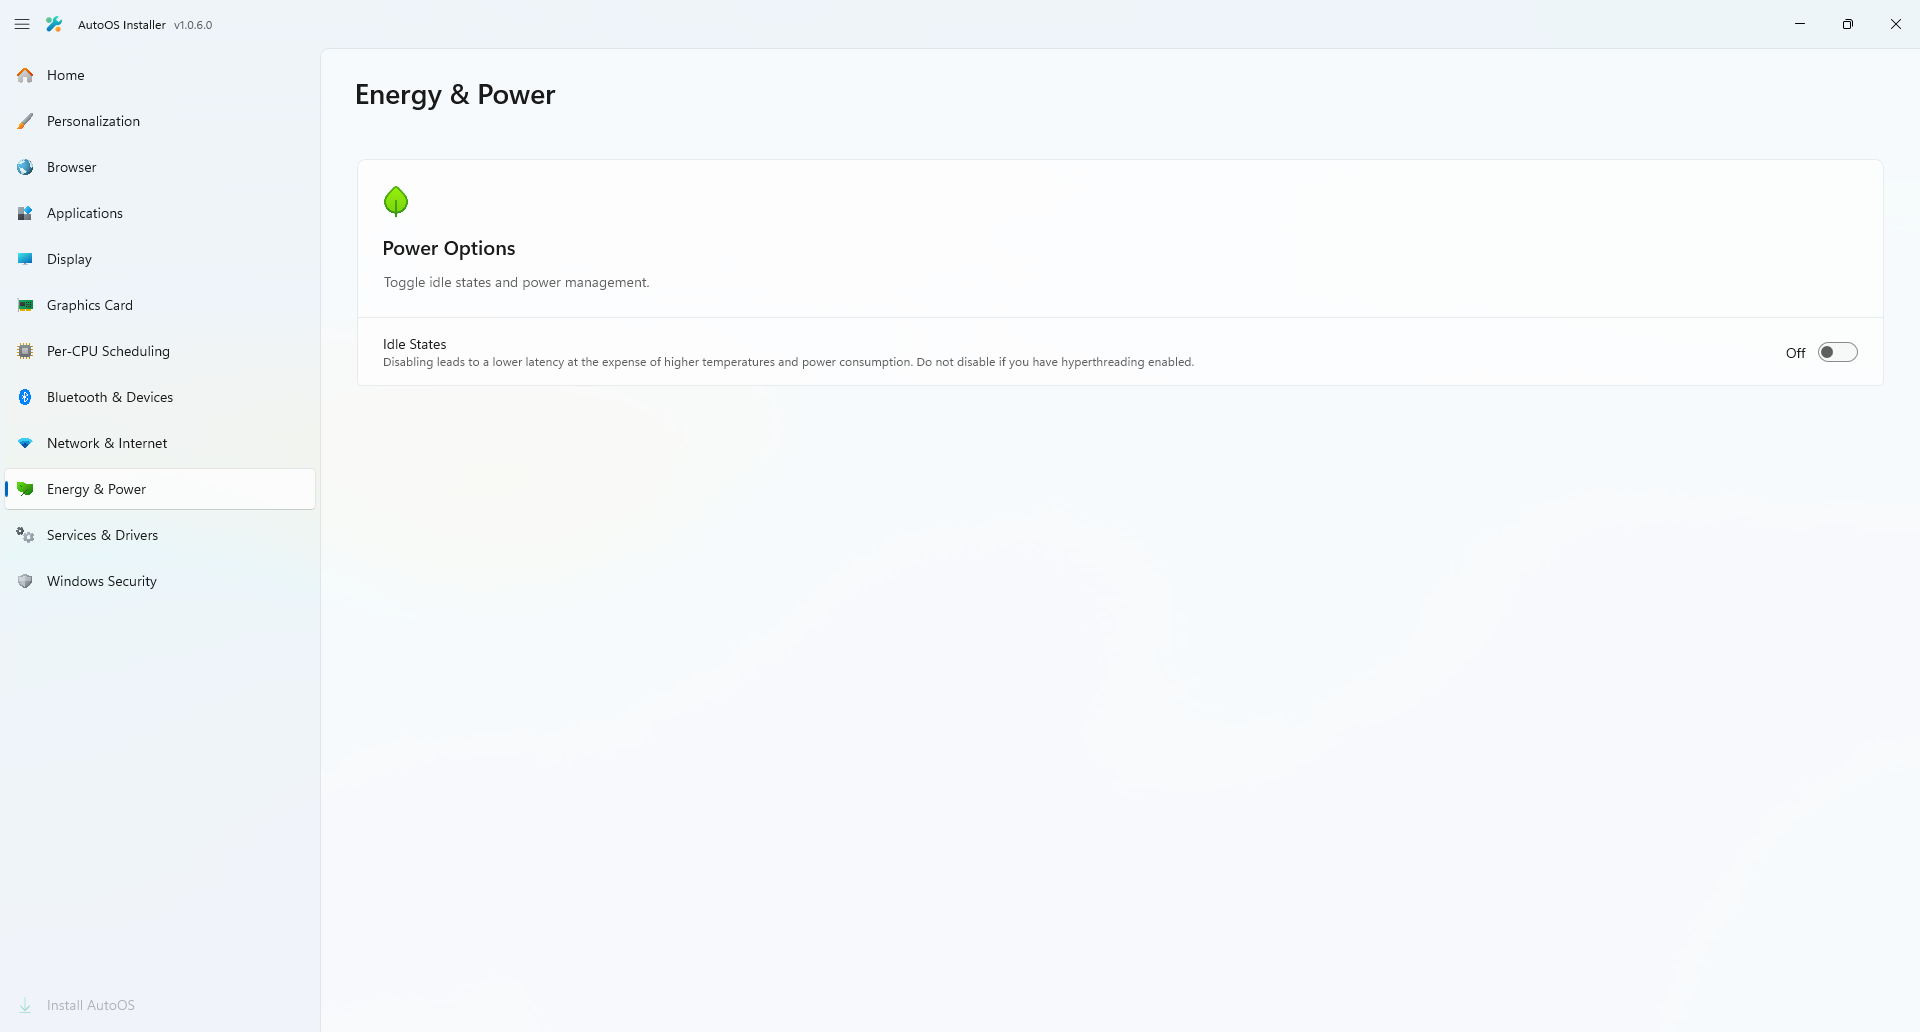 AutoOS Installer v1.0.6.0
Home
Personalization
Browser
Applications
Display
Graphics Card
Per-CPU Scheduling
Bluetooth & Devices
Network & Internet
Energy & Power
Services & Drivers
Windows Security
Install AutoOS
Energy & Power
Power Options
Toggle idle states and power management.
Idle States
Disabling leads to a lower latency at the expense of higher temperatures and power consumption. Do not disable if you have hyperthreading enabled.
Off